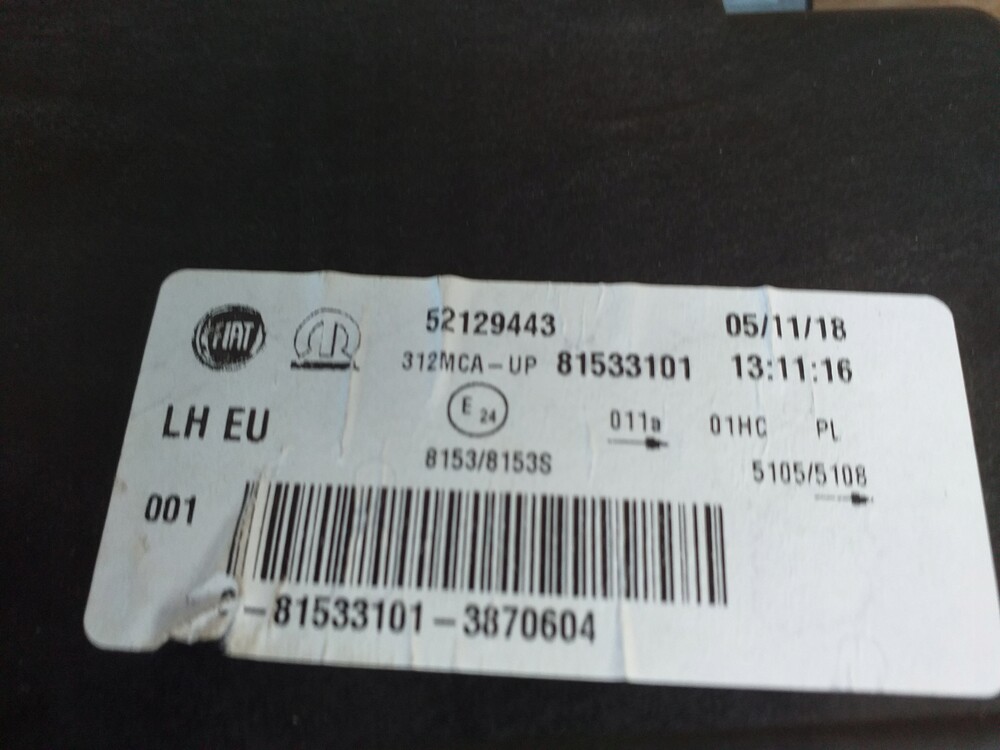 FIAT
52129443 05/11/18
312MCA-UP 81533101 13:11:16
LH EU E 24 011a 01HC PL
8153/8153S 5105/5108
001
-81533101-3870604